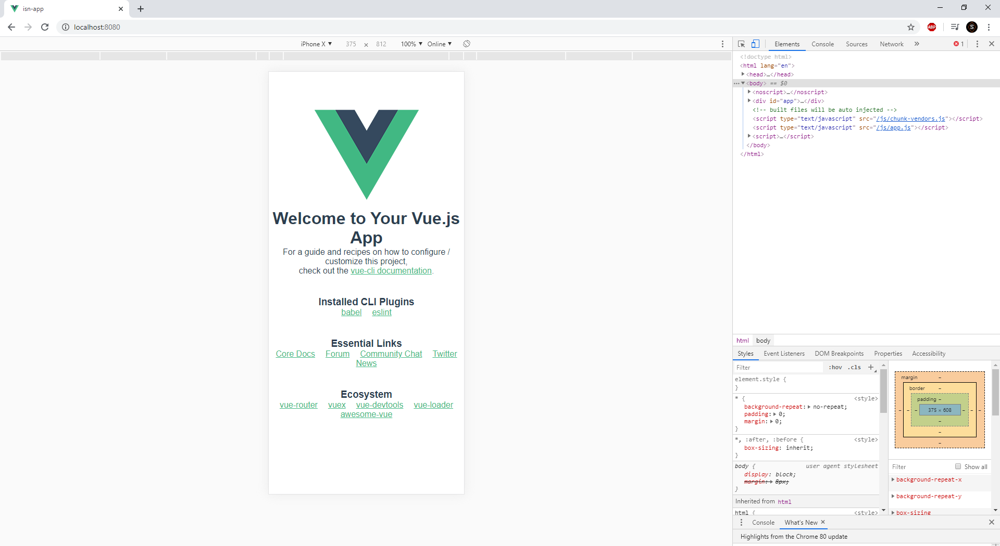 isn-app
localhost:8080
ABP
S
iPhone X 375 × 812 100% Online
Elements Console Sources Network 1
<!doctype html>
<html lang="en">
<head>…</head>
<body> == $0
<noscript>…</noscript>
<div id="app">…</div>
<!-- built files will be auto injected -->
<script type="text/javascript" src="/js/chunk-vendors.js"></script>
<script type="text/javascript" src="/js/app.js"></script>
<script>…</script>
</body>
</html>
Welcome to Your Vue.js
App
For a guide and recipes on how to configure /
customize this project,
check out the vue-cli documentation.
Installed CLI Plugins
babel eslint
Essential Links
Core Docs Forum Community Chat Twitter
News
Ecosystem
vue-router vuex vue-devtools vue-loader
awesome-vue
html body
Styles Event Listeners DOM Breakpoints Properties Accessibility
Filter :hov .cls +
element.style {
}
* { <style>
background-repeat: no-repeat;
padding: 0;
margin: 0;
}
*, :after, :before { <style>
box-sizing: inherit;
}
body { user agent stylesheet
display: block;
margin: 8px;
}
Inherited from html
html { <style>
margin –
border –
padding –
– – – 375 × 608 – – –
–
–
–
Filter Show all
background-repeat-x
background-repeat-y
box-sizing
Console What's New
Highlights from the Chrome 80 update